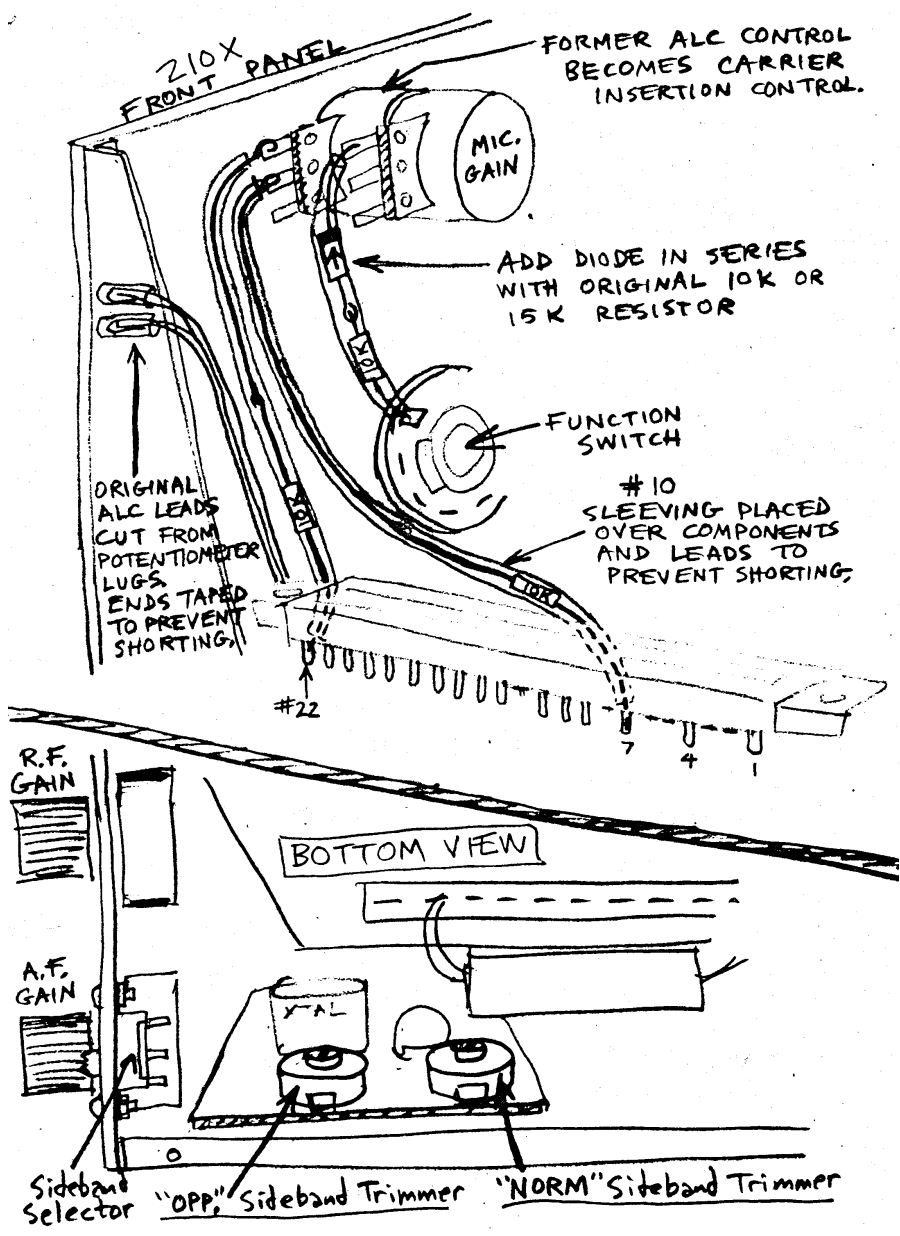 210X
FRONT PANEL
FORMER ALC CONTROL
BECOMES CARRIER
INSERTION CONTROL.
MIC.
GAIN
ADD DIODE IN SERIES
WITH ORIGINAL 10K OR
15K RESISTOR
10K
FUNCTION
SWITCH
ORIGINAL
ALC LEADS
CUT FROM
POTENTIOMETER
LUGS.
ENDS TAPED
TO PREVENT
SHORTING,
10K
#10
SLEEVING PLACED
OVER COMPONENTS
AND LEADS TO
PREVENT SHORTING,
10K
#22
7
4
1
R.F.
GAIN
BOTTOM VIEW
A.F.
GAIN
X-AL
Sideband
Selector
"OPP," Sideband Trimmer
"NORM" Sideband Trimmer